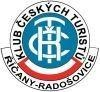 KLUB ČESKÝCH TURISTŮ
KČT
ŘÍČANY-RADOŠOVICE